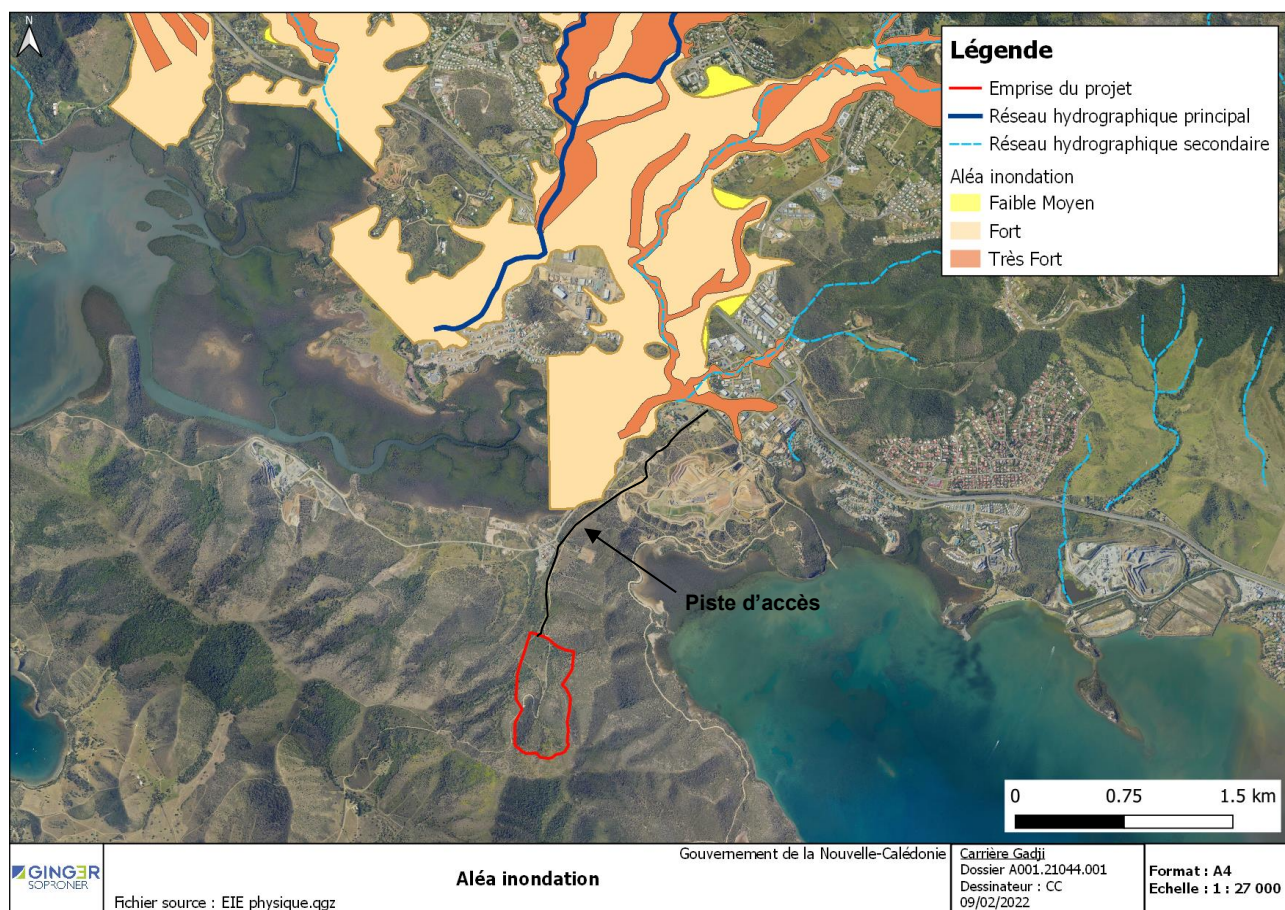 N
Légende
Emprise du projet
Réseau hydrographique principal
Réseau hydrographique secondaire
Aléa inondation
Faible Moyen
Fort
Très Fort
Piste d'accès
0 0.75 1.5 km
GINGER
SOPRONER
Fichier source : EIE physique.qgz
Aléa inondation
Gouvernement de la Nouvelle-Calédonie
Carrière Gadji
Dossier A001.21044.001
Dessinateur : CC
09/02/2022
Format : A4
Echelle : 1 : 27 000